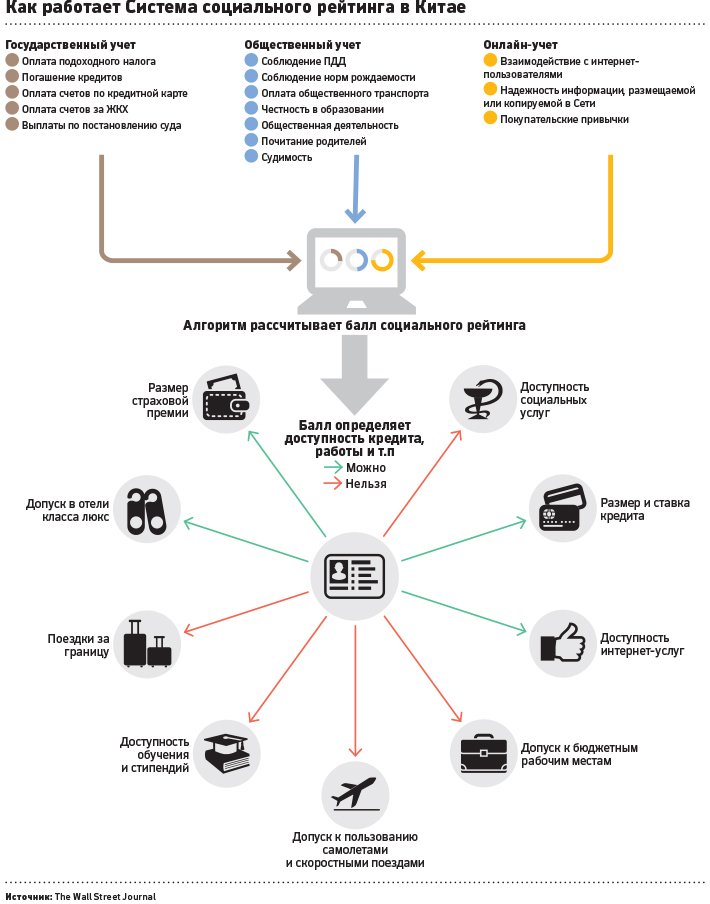 Как работает Система социального рейтинга в Китае
Государственный учет
Оплата подоходного налога
Погашение кредитов
Оплата счетов по кредитной карте
Оплата счетов за ЖКХ
Выплаты по постановлению суда
Общественный учет
Соблюдение ПДД
Соблюдение норм рождаемости
Оплата общественного транспорта
Честность в образовании
Общественная деятельность
Почитание родителей
Судимость
Онлайн-учет
Взаимодействие с интернет-
пользователями
Надежность информации, размещаемой
или копируемой в Сети
Покупательские привычки
Алгоритм рассчитывает балл социального рейтинга
Балл определяет
доступность кредита,
работы и т.п
Можно
Нельзя
Размер
страховой
премии
Доступность
социальных
услуг
Допуск в отели
класса люкс
Размер и ставка
кредита
Поездки за
границу
Доступность
интернет-услуг
Доступность
обучения
и стипендий
Допуск к бюджетным
рабочим местам
Допуск к пользованию
самолетами
и скоростными поездами
Источник: The Wall Street Journal